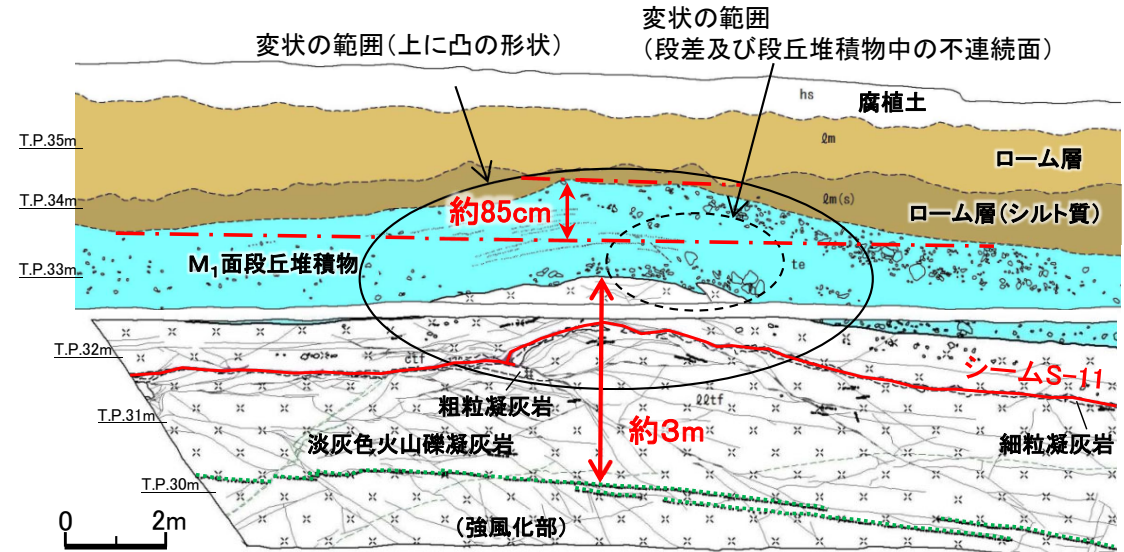 変状の範囲(上に凸の形状)
変状の範囲
(段差及び段丘堆積物中の不連続面)
hs
腐植土
T.P.35m
ℓm
ローム層
T.P.34m
約85cm
ℓm(s)
ローム層(シルト質)
M₁面段丘堆積物
te
T.P.33m
T.P.32m
ctf
シームS-11
粗粒凝灰岩
ℓℓtf
T.P.31m
約3m
淡灰色火山礫凝灰岩
細粒凝灰岩
T.P.30m
0 2m
(強風化部)